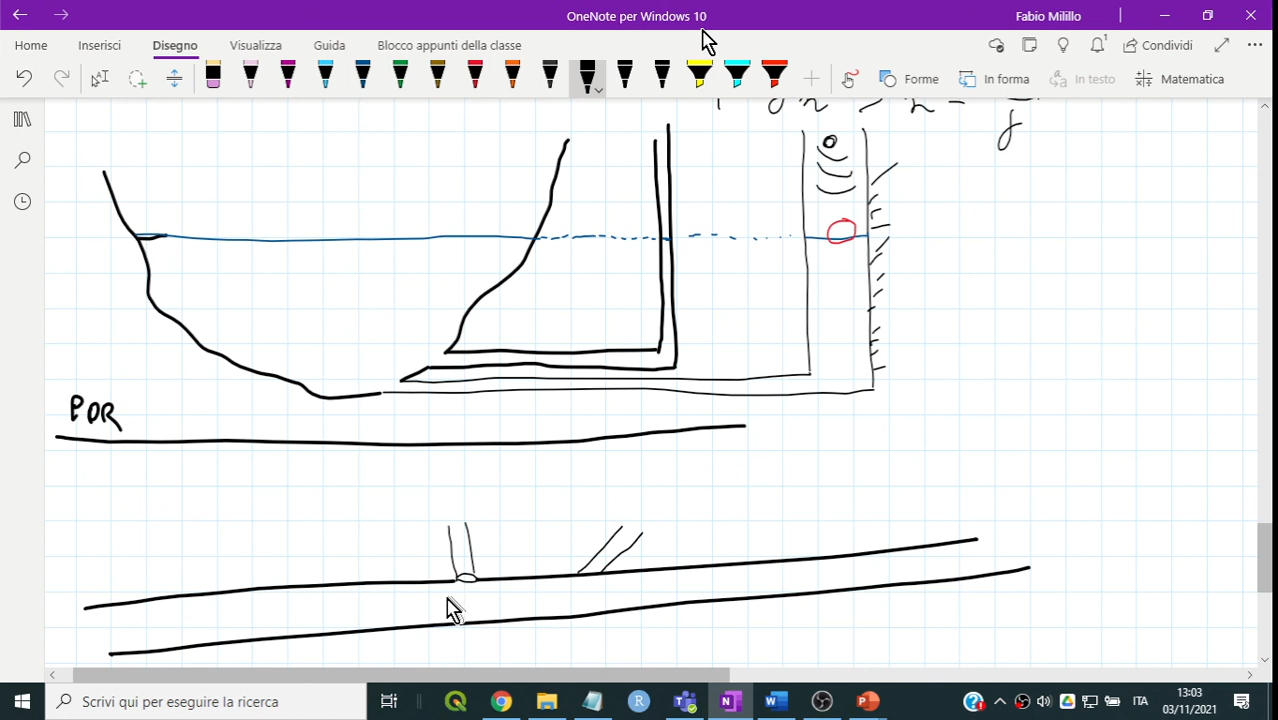 OneNote per Windows 10
Fabio Milillo
Home Inserisci Disegno Visualizza Guida Blocco appunti della classe
Condividi
Forme In forma In testo Matematica
PDR
Scrivi qui per eseguire la ricerca
ITA
13:03
03/11/2021